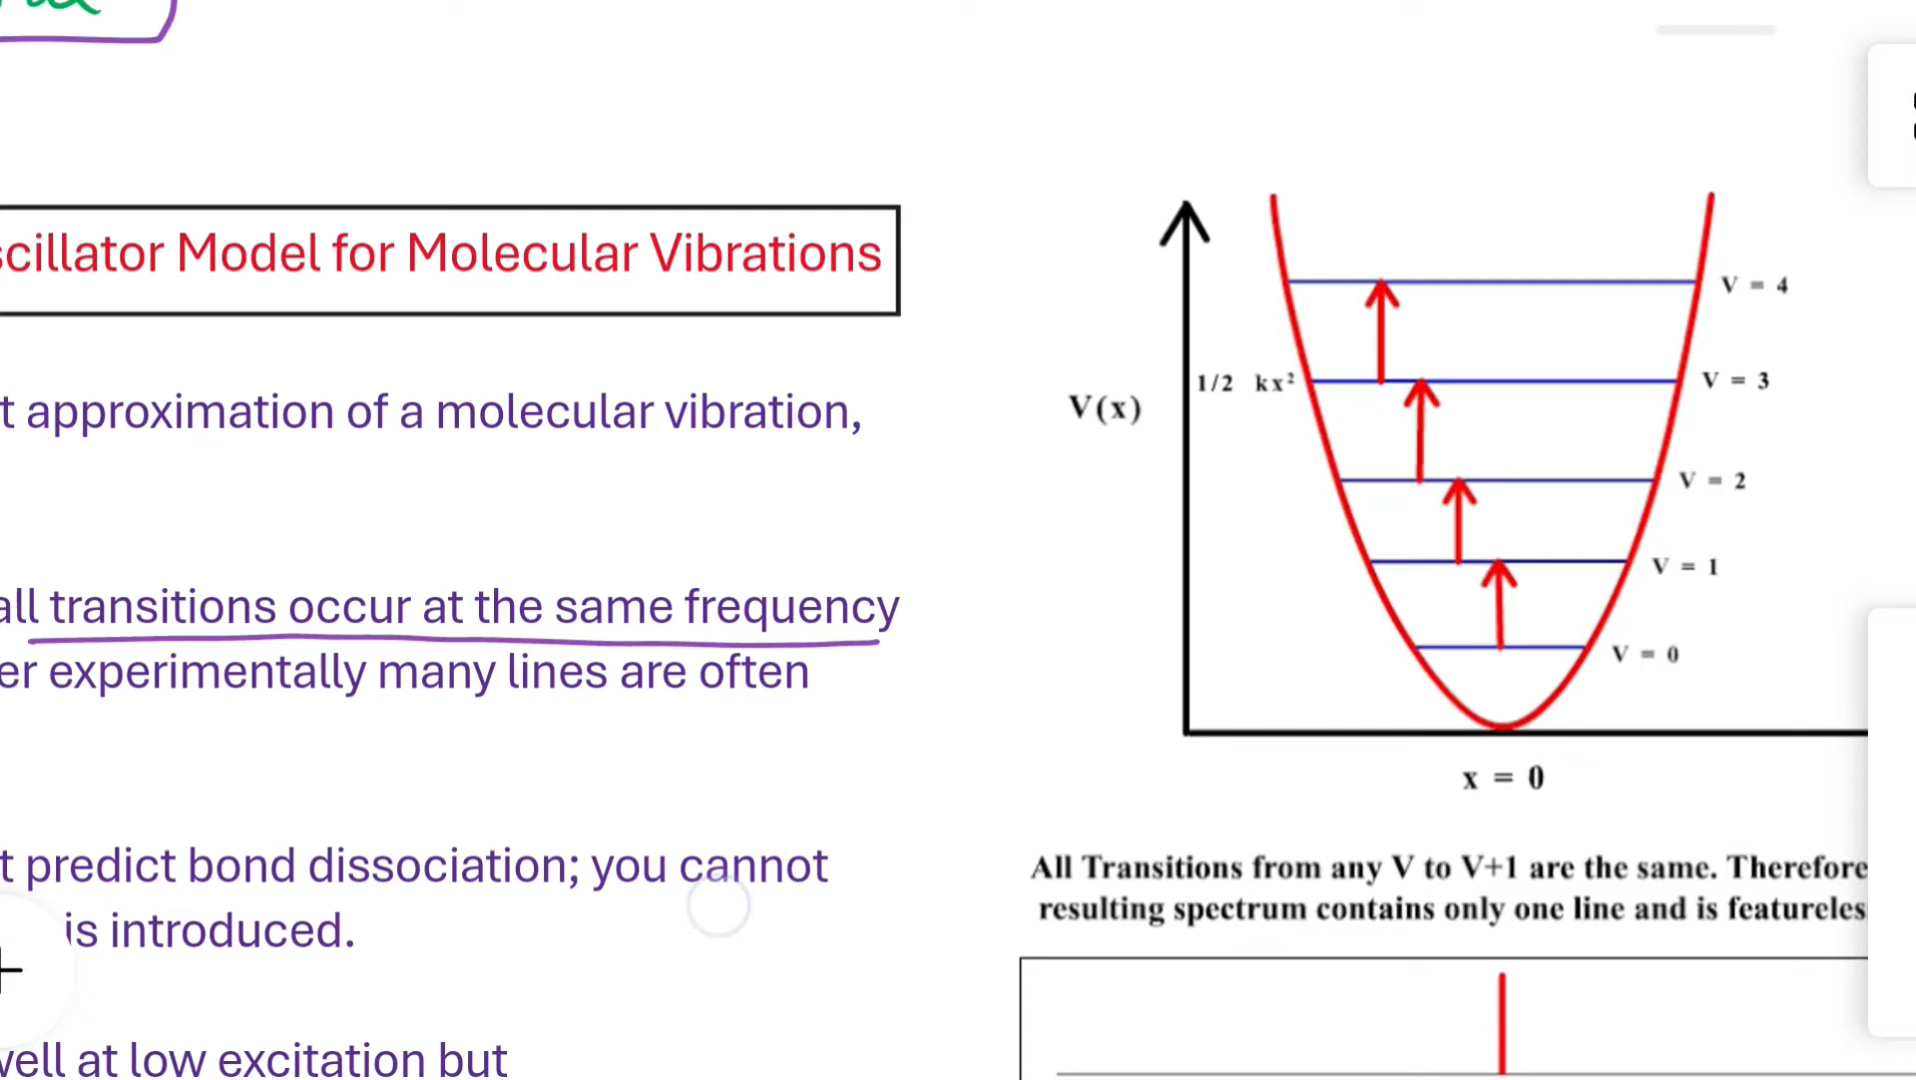 scillator Model for Molecular Vibrations
t approximation of a molecular vibration,
all transitions occur at the same frequency
er experimentally many lines are often
t predict bond dissociation; you cannot
is introduced.
well at low excitation but
V(x)
1/2 kx²
V = 4
V = 3
V = 2
V = 1
V = 0
x = 0
All Transitions from any V to V+1 are the same. Therefore
resulting spectrum contains only one line and is featureles